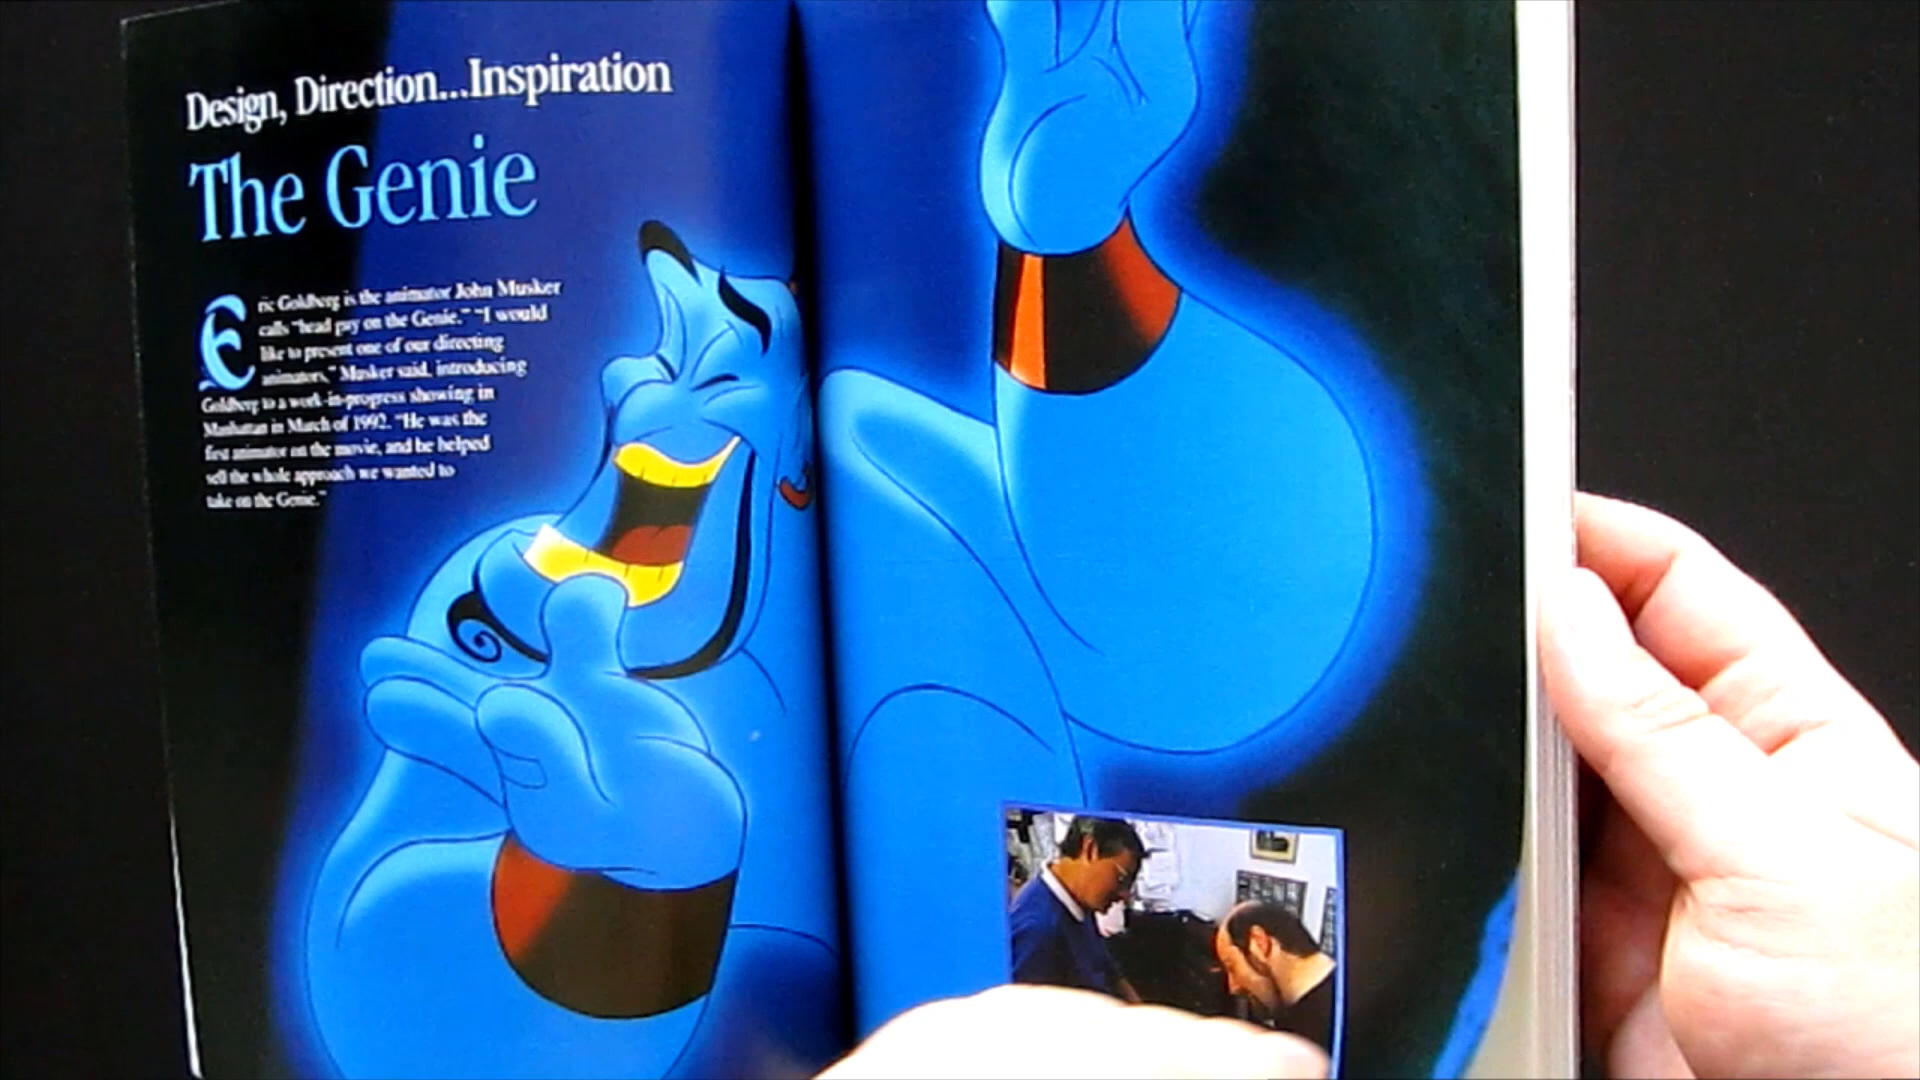 Design, Direction...Inspiration
The Genie
Eric Goldberg is the animator John Musker
calls "head guy on the Genie." "I would
like to present one of our directing
animators," Musker said, introducing
Goldberg to a work-in-progress showing in
Manhattan in March of 1992. "He was the
first animator on the movie, and he helped
sell the whole approach we wanted to
take on the Genie."